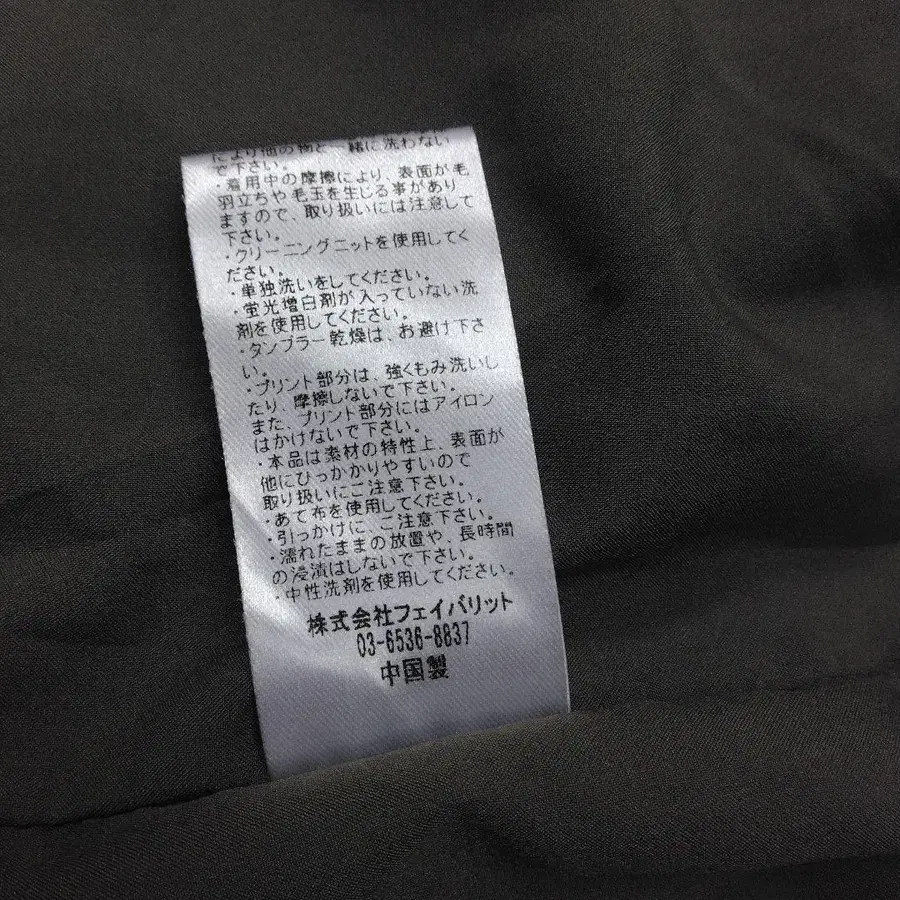 により他の物と一緒に洗わない
で下さい。
・着用中の摩擦により、表面が毛
羽立ちや毛玉を生じる事があり
ますので、取り扱いには注意して
下さい。
・クリーニングニットを使用してく
ださい。
・単独洗いをしてください。
・蛍光増白剤が入っていない洗
剤を使用してください。
・タンブラー乾燥は、お避け下さ
い。
・プリント部分は、強くもみ洗いし
たり、摩擦しないで下さい。
また、プリント部分にはアイロン
はかけないで下さい。
・本品は素材の特性上、表面が
他にひっかかりやすいので
取り扱いにご注意下さい。
・あて布を使用してください。
・引っかけに、ご注意下さい。
・濡れたままの放置や、長時間
の浸漬はしないで下さい。
・中性洗剤を使用してください。
株式会社フェイバリット
03-6536-8837
中国製